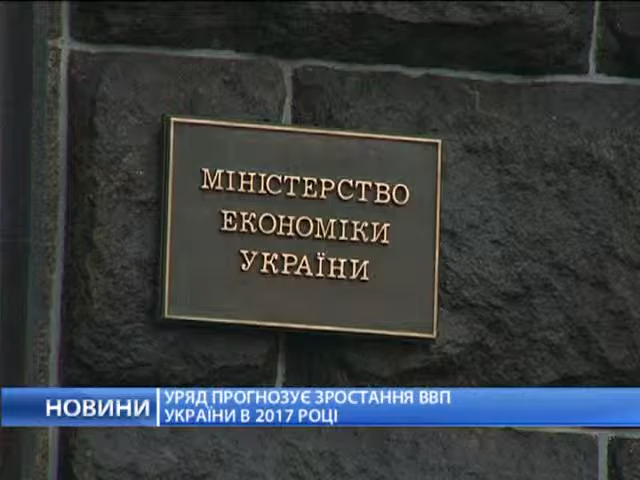 МІНІСТЕРСТВО
ЕКОНОМІКИ
УКРАЇНИ
НОВИНИ
УРЯД ПРОГНОЗУЄ ЗРОСТАННЯ ВВП
УКРАЇНИ В 2017 РОЦІ